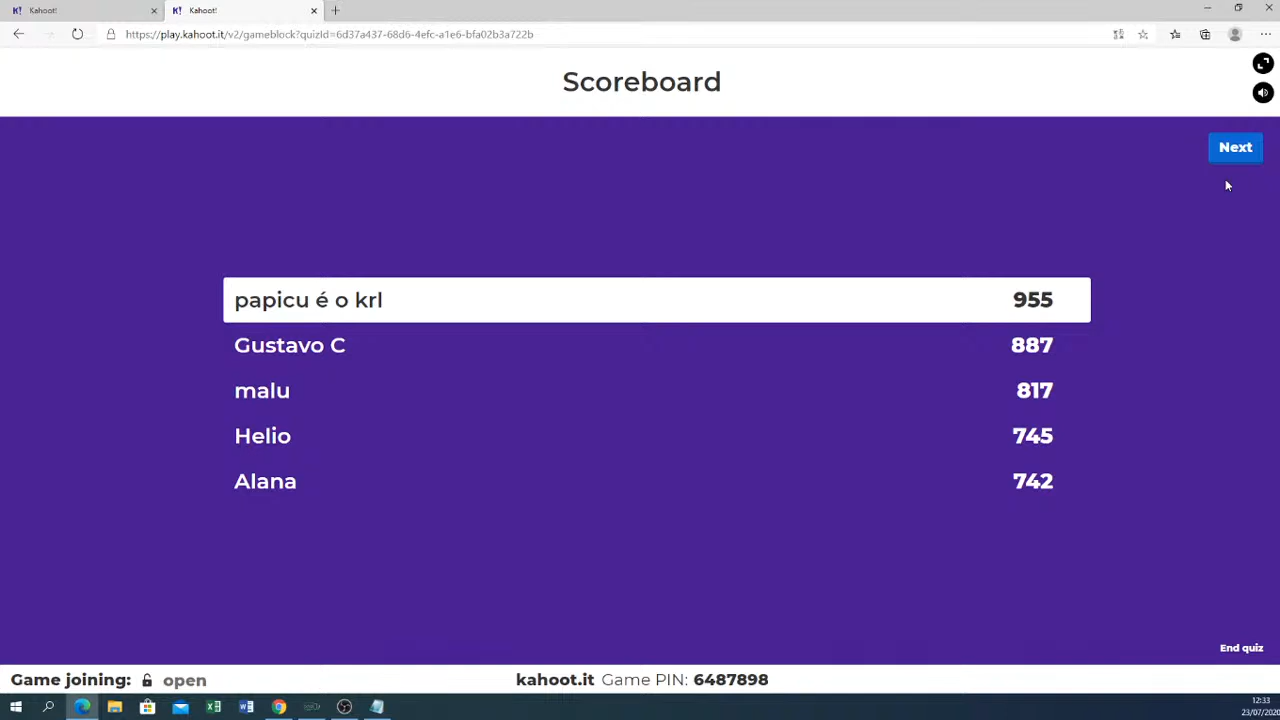 Kahoot!
Kahoot!
https://play.kahoot.it/v2/gameblock?quizId=6d37a437-68d6-4efc-a1e6-bfa02b3a722b
Scoreboard
Next
papicu é o krl 955
Gustavo C 887
malu 817
Helio 745
Alana 742
End quiz
Game joining: open
kahoot.it Game PIN: 6487898
12:33
23/07/2020